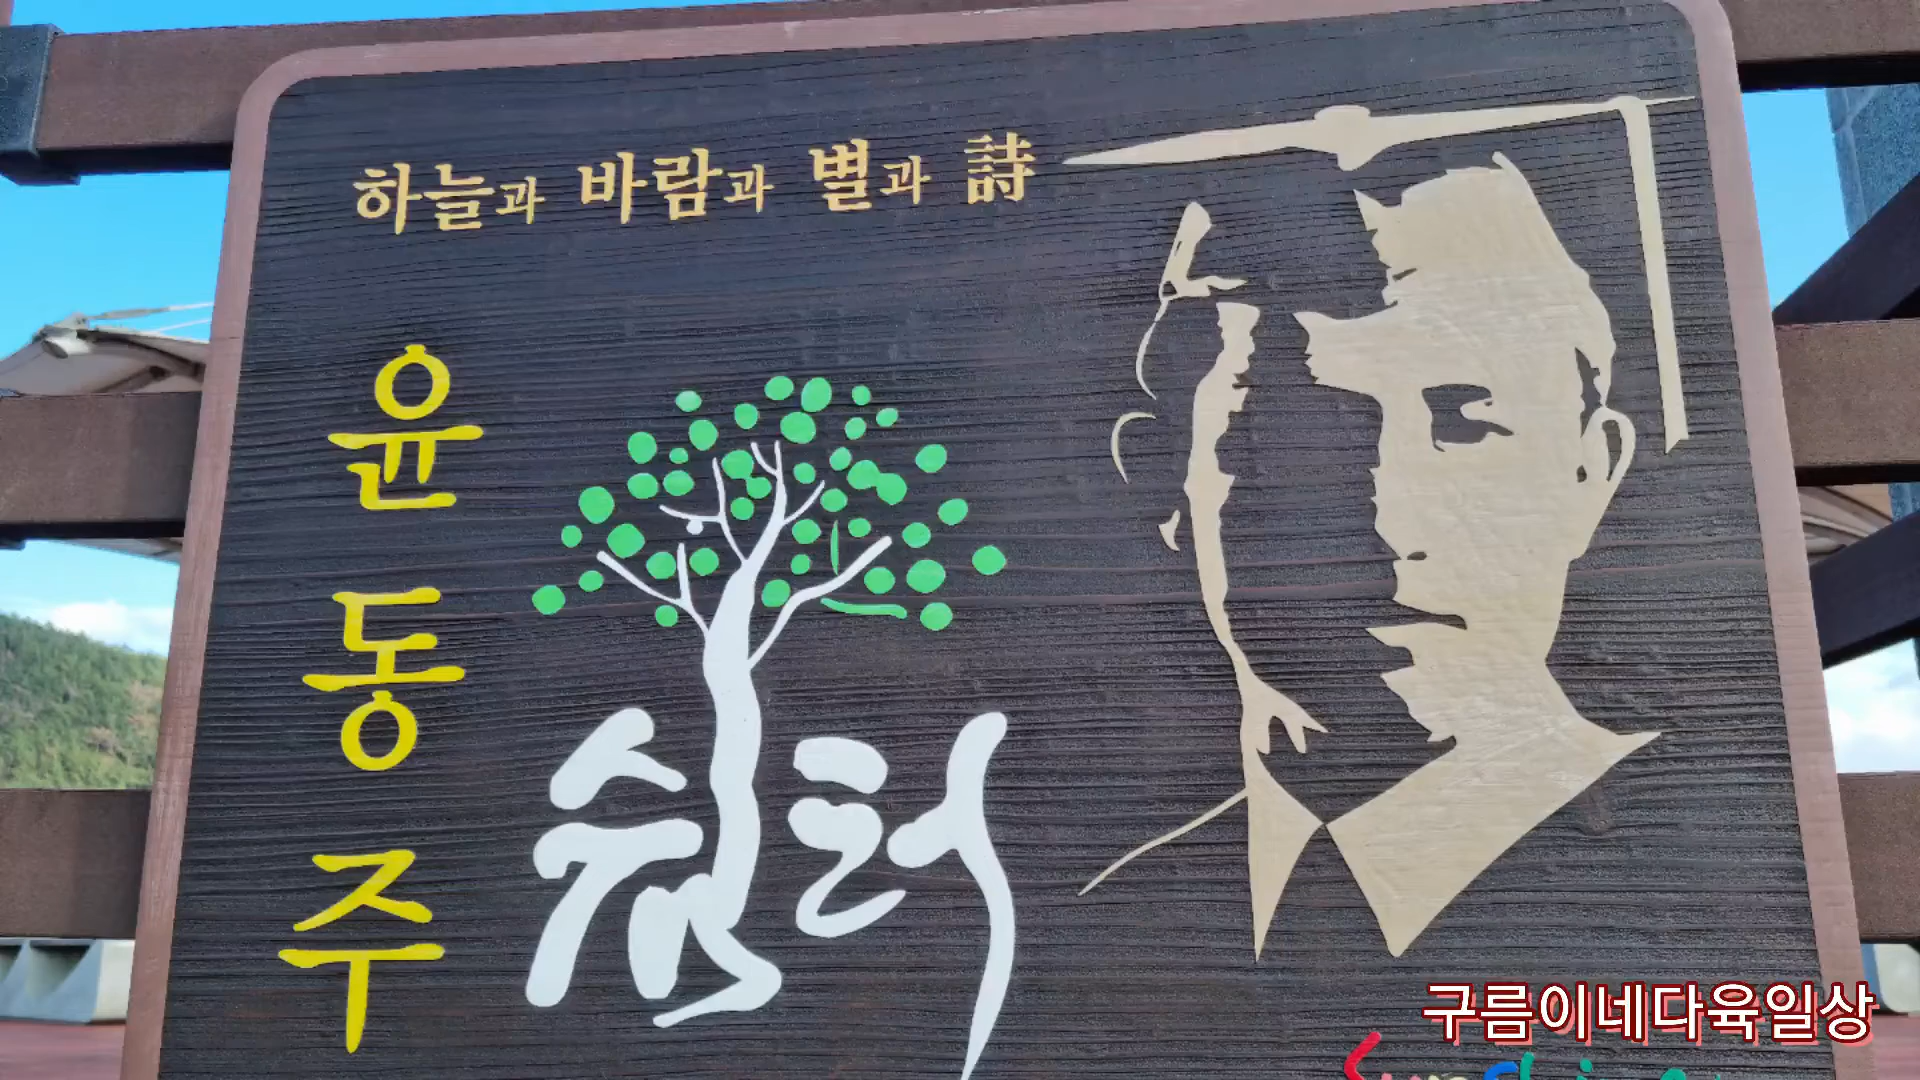 하늘과 바람과 별과 詩
윤동주
쉼터
구름이네다육일상